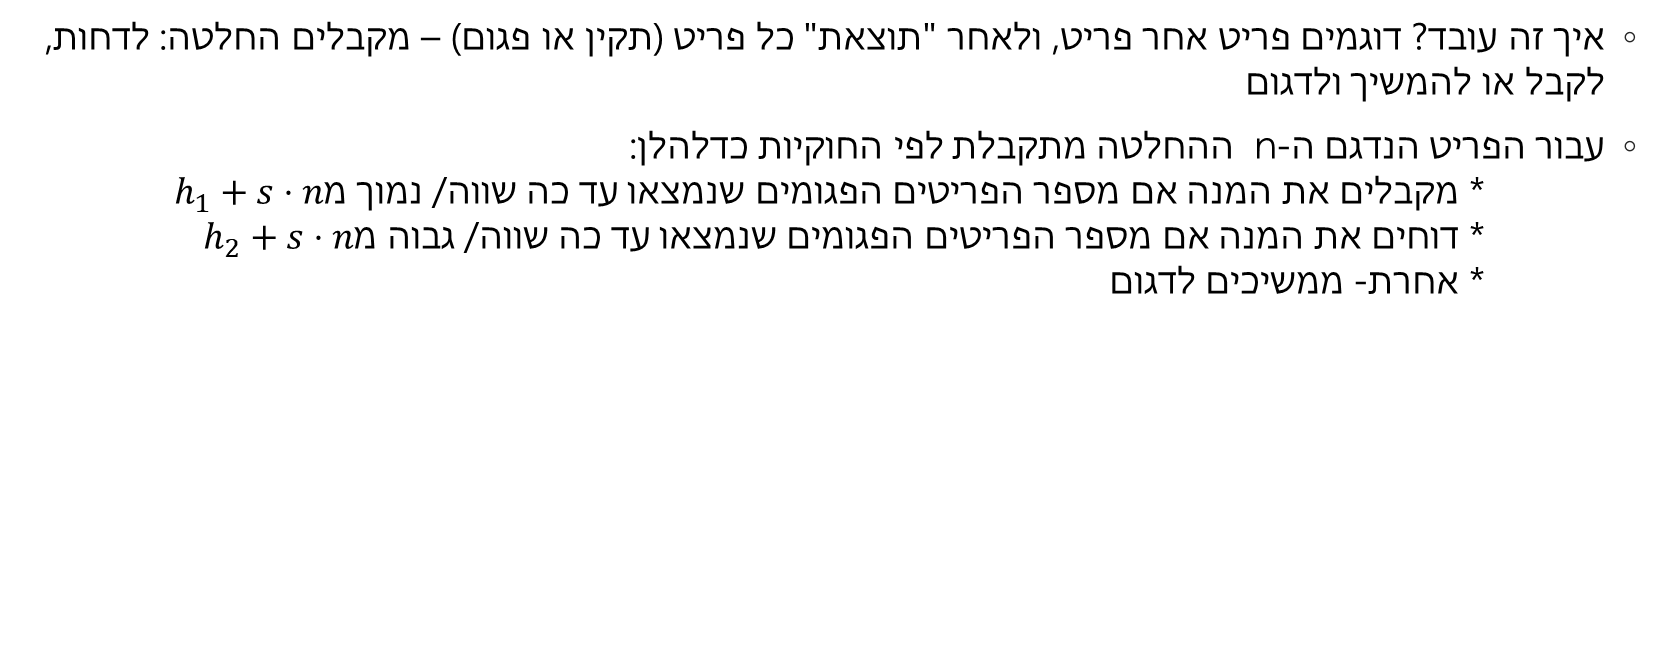 ◦ איך זה עובד? דוגמים פריט אחר פריט, ולאחר "תוצאת" כל פריט (תקין או פגום) – מקבלים החלטה: לדחות,
לקבל או להמשיך ולדגום
◦ עבור הפריט הנדגם ה-n ההחלטה מתקבלת לפי החוקיות כדלהלן:
* מקבלים את המנה אם מספר הפריטים הפגומים שנמצאו עד כה שווה/ נמוך מh₁ + s · n
* דוחים את המנה אם מספר הפריטים הפגומים שנמצאו עד כה שווה/ גבוה מh₂ + s · n
* אחרת- ממשיכים לדגום